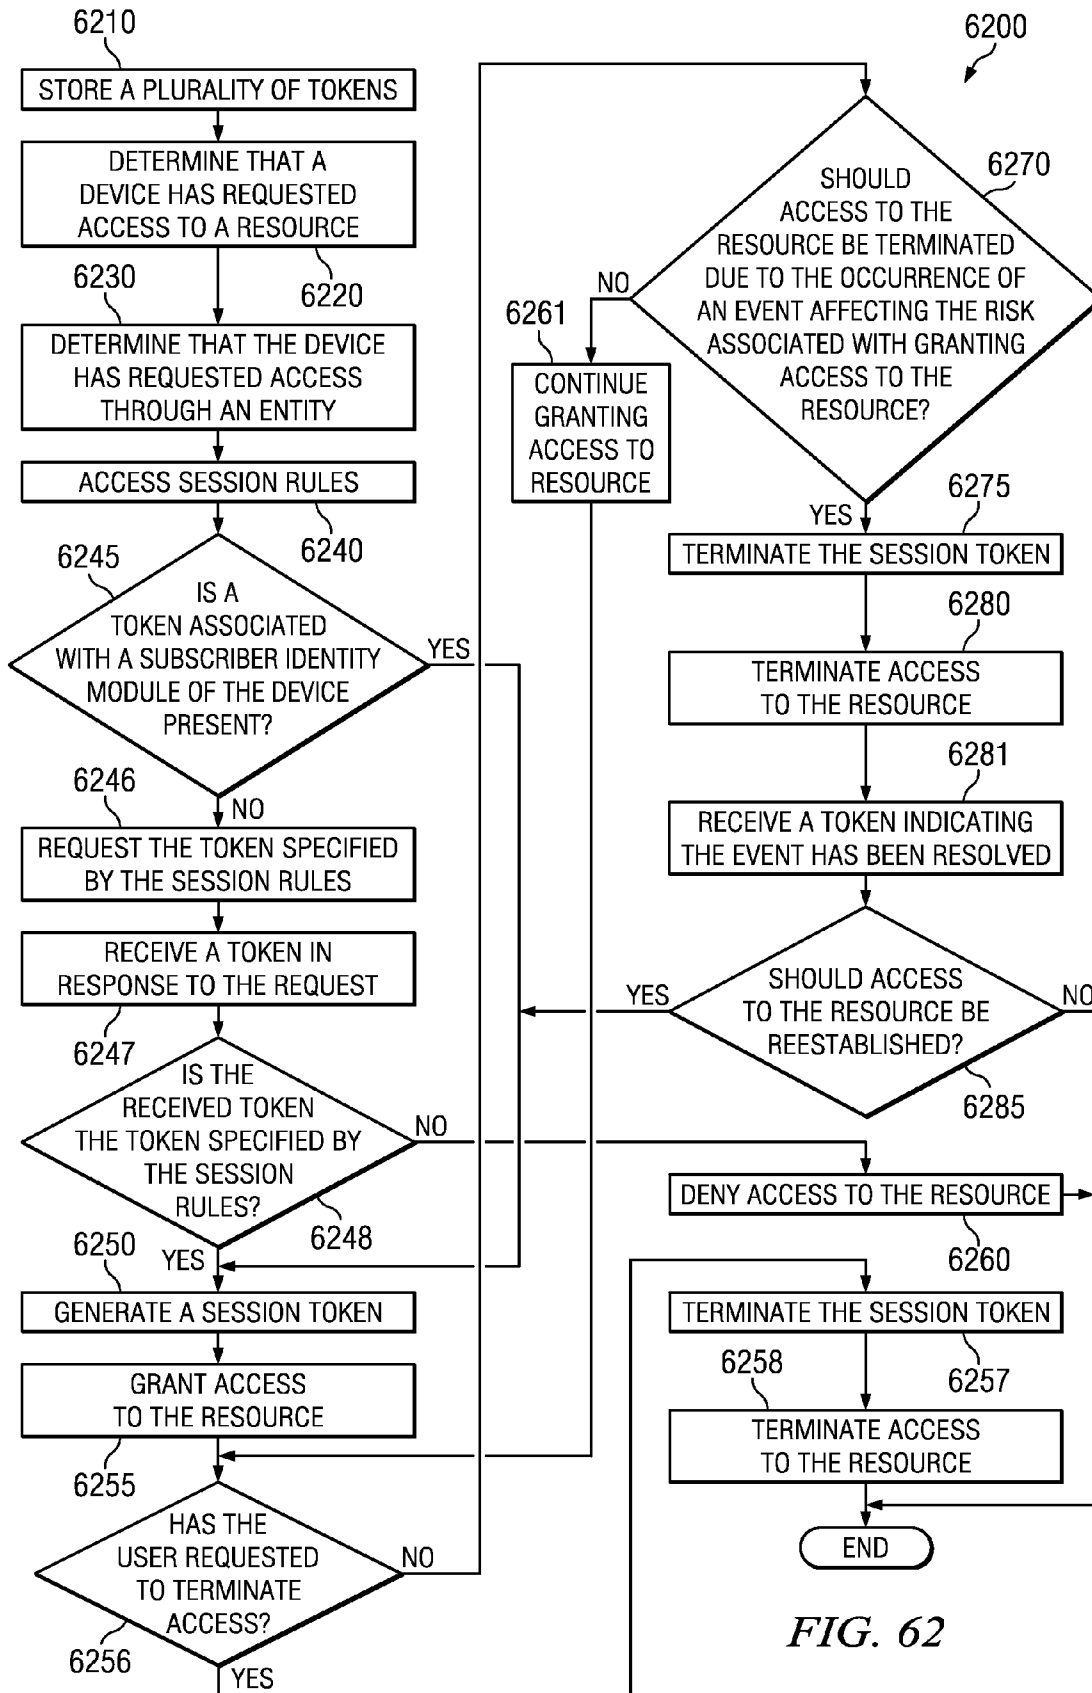 6210
STORE A PLURALITY OF TOKENS
DETERMINE THAT A
DEVICE HAS REQUESTED
ACCESS TO A RESOURCE
6220
6230
DETERMINE THAT THE DEVICE
HAS REQUESTED ACCESS
THROUGH AN ENTITY
ACCESS SESSION RULES
6240
6245
IS A
TOKEN ASSOCIATED
WITH A SUBSCRIBER IDENTITY
MODULE OF THE DEVICE
PRESENT?
YES
NO
6246
REQUEST THE TOKEN SPECIFIED
BY THE SESSION RULES
RECEIVE A TOKEN IN
RESPONSE TO THE REQUEST
6247
IS THE
RECEIVED TOKEN
THE TOKEN SPECIFIED BY
THE SESSION
RULES?
NO
6248
YES
6250
GENERATE A SESSION TOKEN
GRANT ACCESS
TO THE RESOURCE
6255
HAS THE
USER REQUESTED
TO TERMINATE
ACCESS?
NO
6256
YES
6200
6270
SHOULD
ACCESS TO THE
RESOURCE BE TERMINATED
DUE TO THE OCCURRENCE OF
AN EVENT AFFECTING THE RISK
ASSOCIATED WITH GRANTING
ACCESS TO THE
RESOURCE?
NO
6261
CONTINUE
GRANTING
ACCESS TO
RESOURCE
YES
6275
TERMINATE THE SESSION TOKEN
6280
TERMINATE ACCESS
TO THE RESOURCE
6281
RECEIVE A TOKEN INDICATING
THE EVENT HAS BEEN RESOLVED
SHOULD ACCESS
TO THE RESOURCE BE
REESTABLISHED?
YES
NO
6285
DENY ACCESS TO THE RESOURCE
6260
TERMINATE THE SESSION TOKEN
6257
6258
TERMINATE ACCESS
TO THE RESOURCE
END
FIG. 62